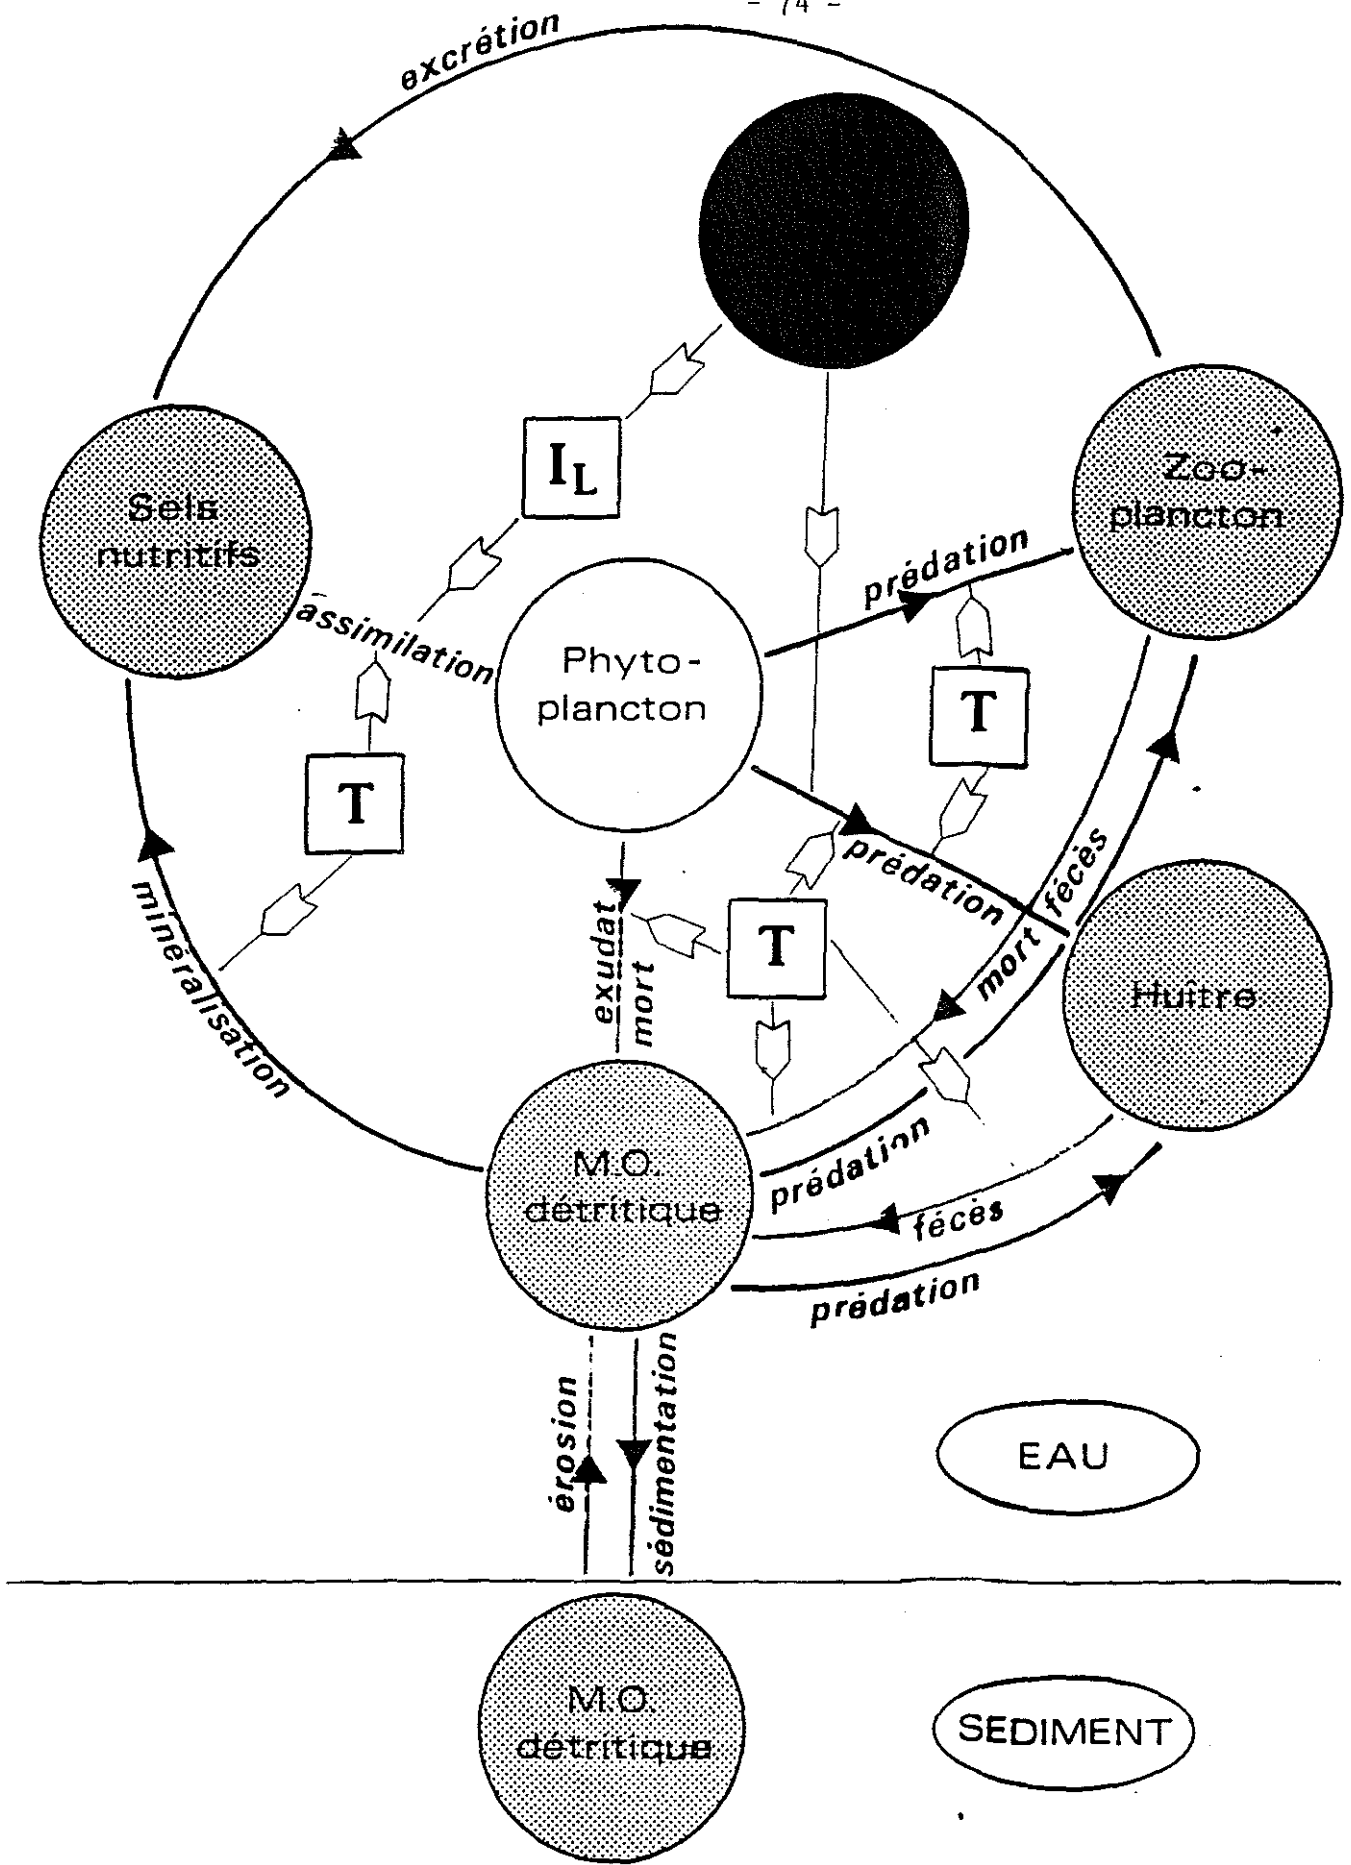 - 74 -
excrétion
Sels
nutritifs
IL
Zoo-
plancton
prédation
assimilation
Phyto-
plancton
T
T
prédation
minéralisation
exudat
mort
T
mort fécès
Huître
M.O.
détritique
prédation
fécès
prédation
érosion
sédimentation
EAU
M.O.
détritique
SEDIMENT